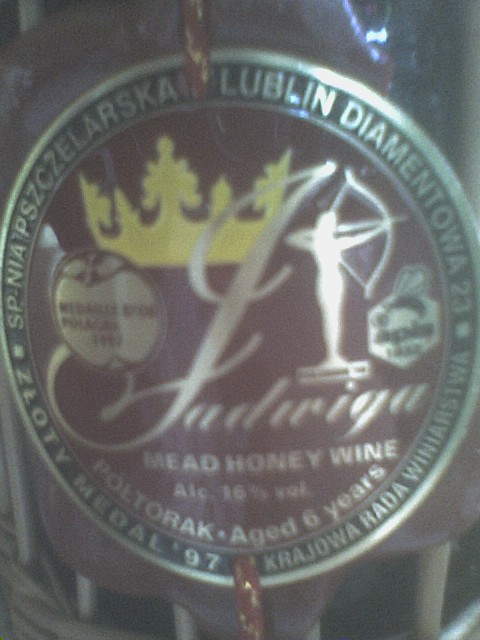 SP-NIA PSZCZELARSKA LUBLIN DIAMENTOWA 23
Jadwiga
MEAD HONEY WINE
Alc. 16% vol.
PÓŁTORAK • Aged 6 years
ZŁOTY MEDAL '97 KRAJOWA RADA WINIARSTWA